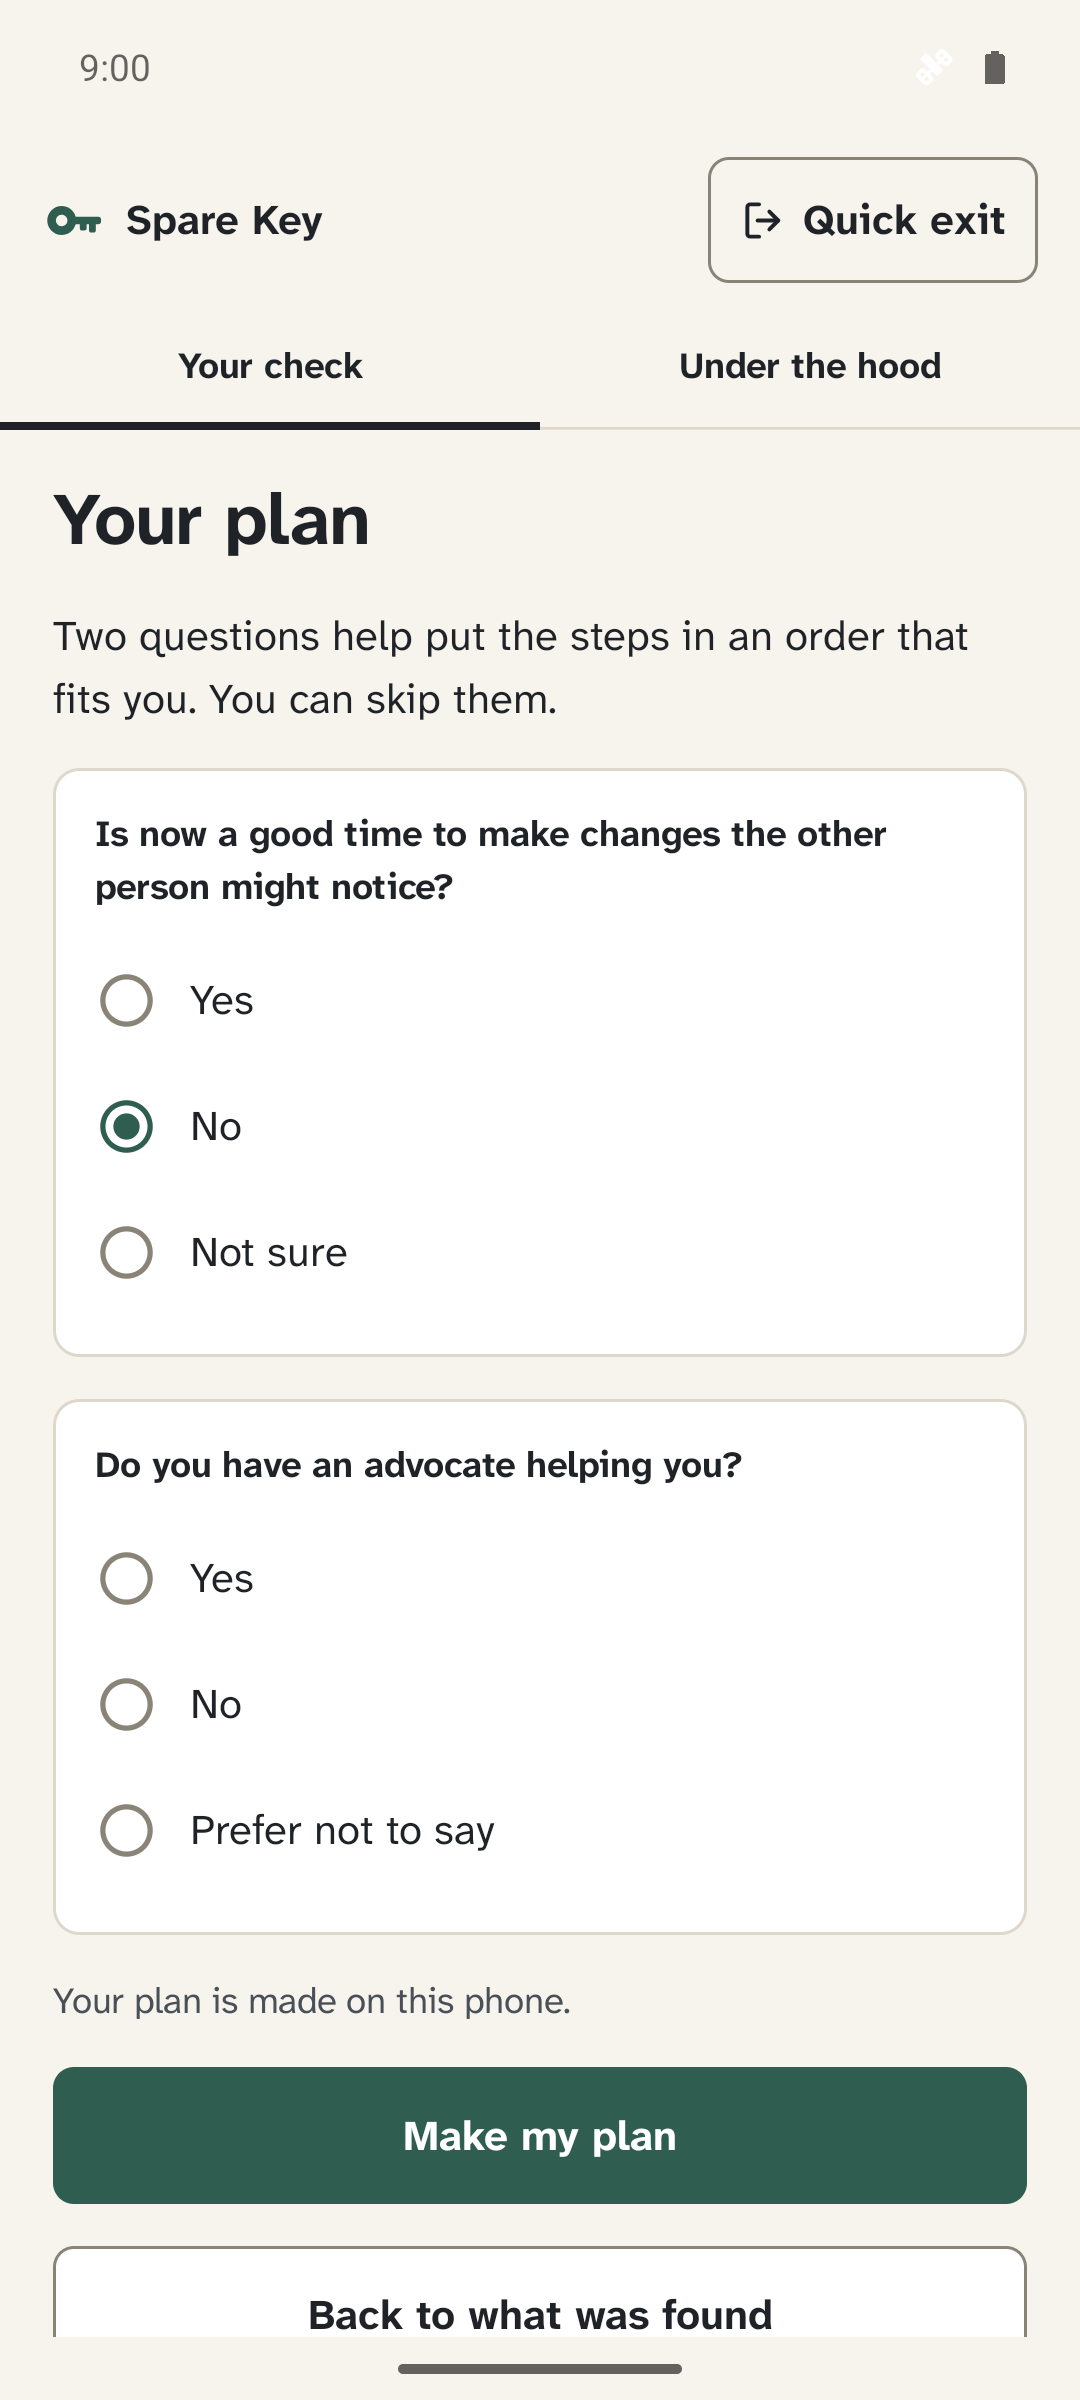 9:00
Spare Key
Quick exit
Your check
Under the hood
Your plan
Two questions help put the steps in an order that
fits you. You can skip them.
Is now a good time to make changes the other
person might notice?
Yes
No
Not sure
Do you have an advocate helping you?
Yes
No
Prefer not to say
Your plan is made on this phone.
Make my plan
Back to what was found